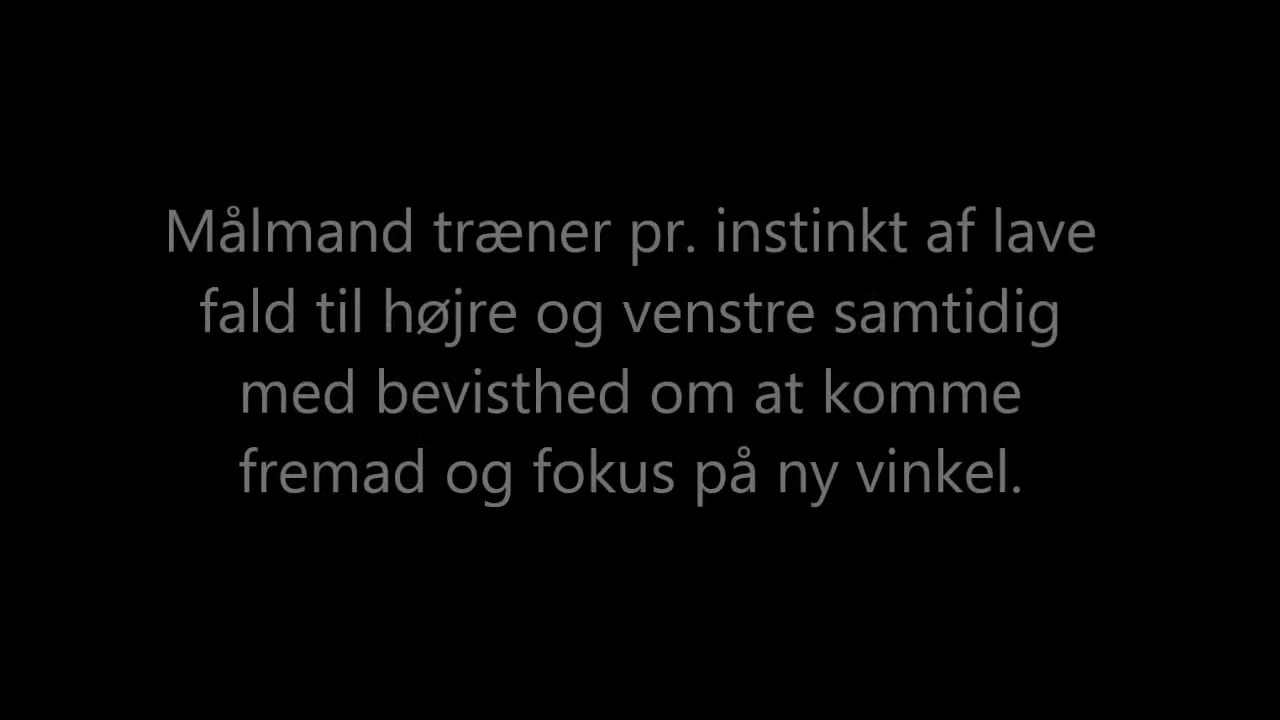 Målmand træner pr. instinkt af lave
fald til højre og venstre samtidig
med bevisthed om at komme
fremad og fokus på ny vinkel.